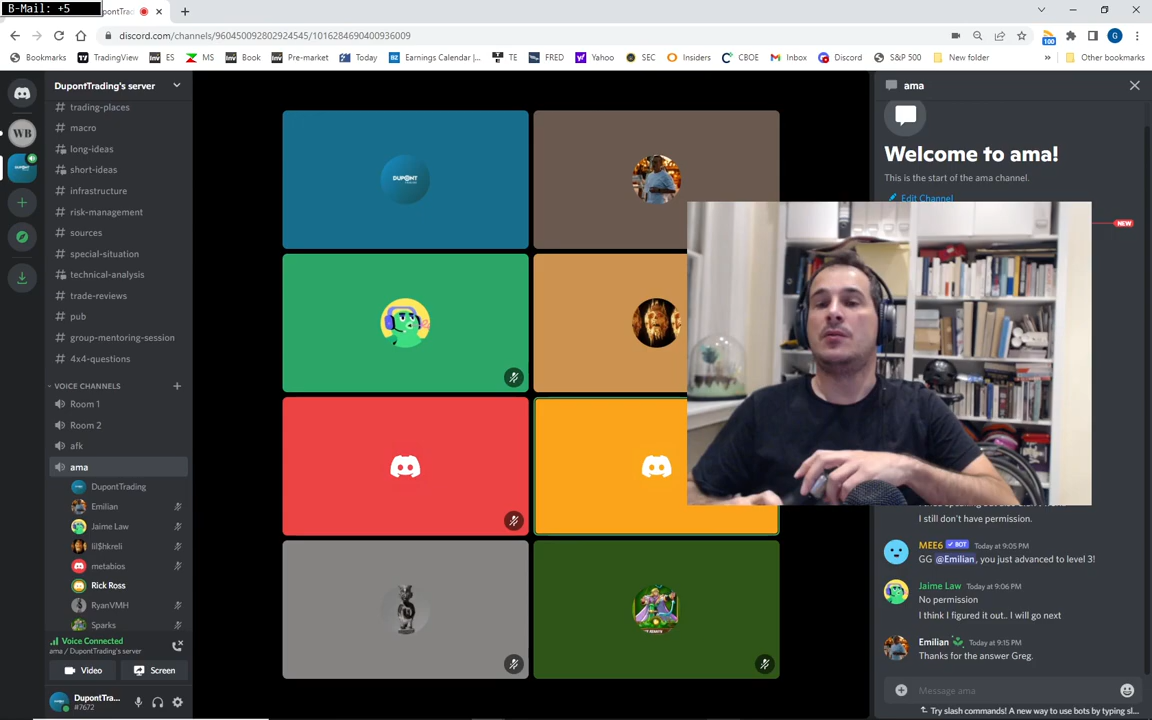 B-Mail: +5
DupontTrac
discord.com/channels/960450092802924545/1016284690400936009
Bookmarks TradingView ES MS Book Pre-market Today Earnings Calendar |... TE FRED Yahoo SEC Insiders CBOE Inbox Discord S&P 500 New folder » Other bookmarks
100
G
DupontTrading's server
# trading-places
# macro
# long-ideas
# short-ideas
# infrastructure
# risk-management
# sources
# special-situation
# technical-analysis
# trade-reviews
# pub
# group-mentoring-session
# 4x4-questions
VOICE CHANNELS
Room 1
Room 2
afk
ama
DupontTrading
Emilian
Jaime Law
lil$hkreli
metabios
Rick Ross
RyanVMH
Sparks
Voice Connected
ama / DupontTrading's server
Video
Screen
DupontTra...
#7672
WB
DUPONT
ama
Welcome to ama!
This is the start of the ama channel.
Edit Channel
NEW
I still don't have permission.
MEE6 BOT Today at 9:05 PM
GG @Emilian, you just advanced to level 3!
Jaime Law Today at 9:06 PM
No permission
I think I figured it out.. I will go next
Emilian Today at 9:15 PM
Thanks for the answer Greg.
Message ama
Try slash commands! A new way to use bots by typing sl...